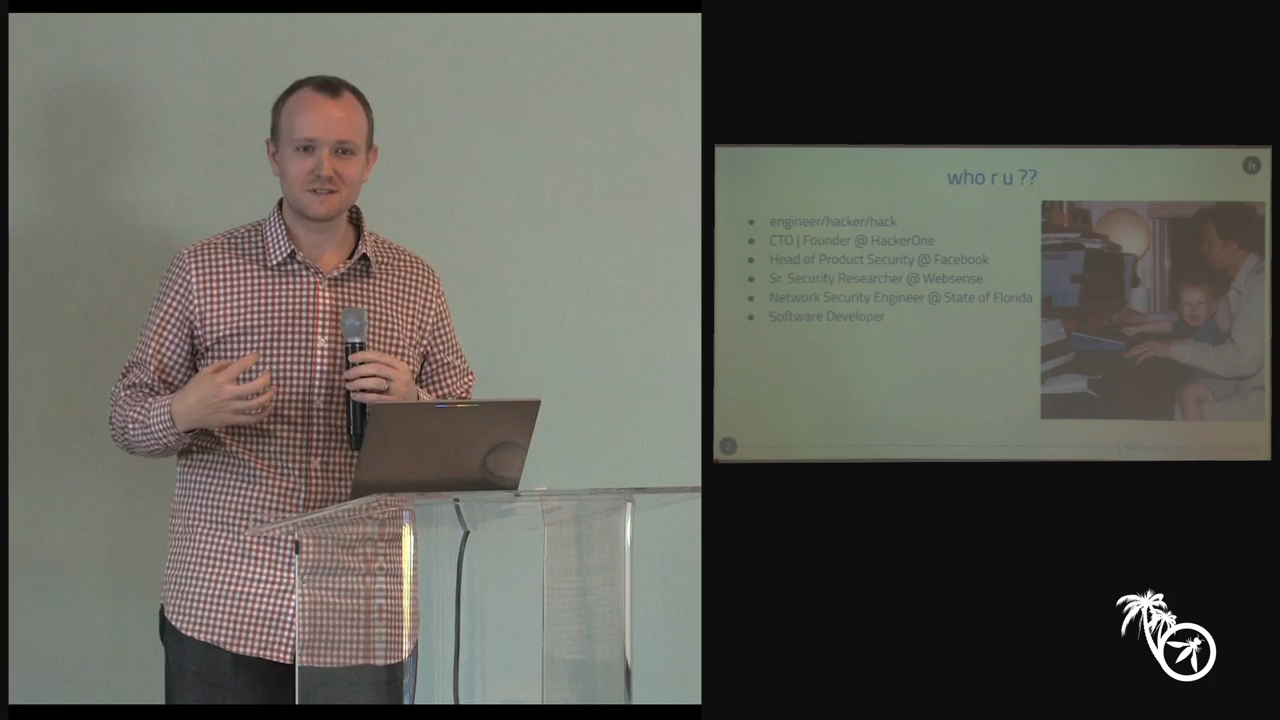 h
who r u ??
engineer/hacker/hack
CTO | Founder @ HackerOne
Head of Product Security @ Facebook
Sr. Security Researcher @ Websense
Network Security Engineer @ State of Florida
Software Developer